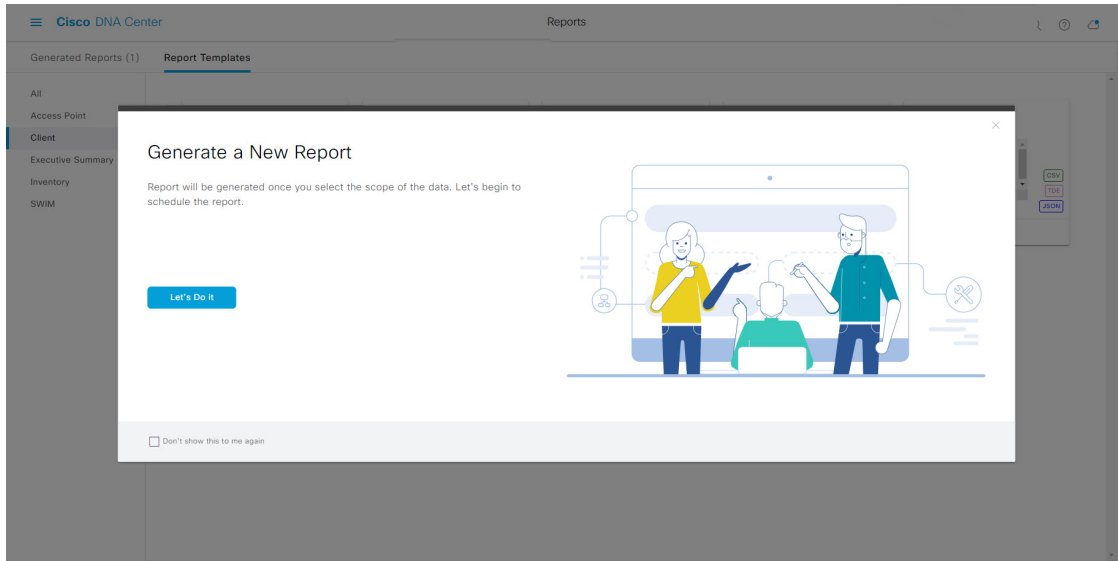 Cisco DNA Center
Reports
Generated Reports (1)
Report Templates
All
Access Point
Client
Executive Summary
Inventory
SWIM
Generate a New Report
Report will be generated once you select the scope of the data. Let's begin to
schedule the report.
Let's Do it
Don't show this to me again
CSV
TDE
JSON